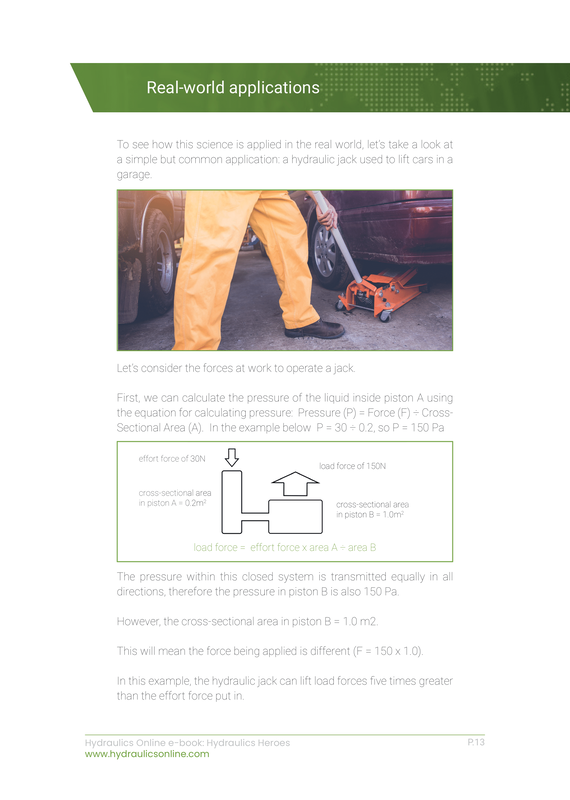 Real-world applications
To see how this science is applied in the real world, let's take a look at
a simple but common application: a hydraulic jack used to lift cars in a
garage.
Let's consider the forces at work to operate a jack.
First, we can calculate the pressure of the liquid inside piston A using
the equation for calculating pressure: Pressure (P) = Force (F) ÷ Cross-
Sectional Area (A). In the example below P = 30 ÷ 0.2, so P = 150 Pa
effort force of 30N
load force of 150N
cross-sectional area
in piston A = 0.2m²
cross-sectional area
in piston B = 1.0m²
load force = effort force x area A ÷ area B
The pressure within this closed system is transmitted equally in all
directions, therefore the pressure in piston B is also 150 Pa.
However, the cross-sectional area in piston B = 1.0 m2.
This will mean the force being applied is different (F = 150 x 1.0).
In this example, the hydraulic jack can lift load forces five times greater
than the effort force put in.
Hydraulics Online e-book: Hydraulics Heroes
www.hydraulicsonline.com
P.13